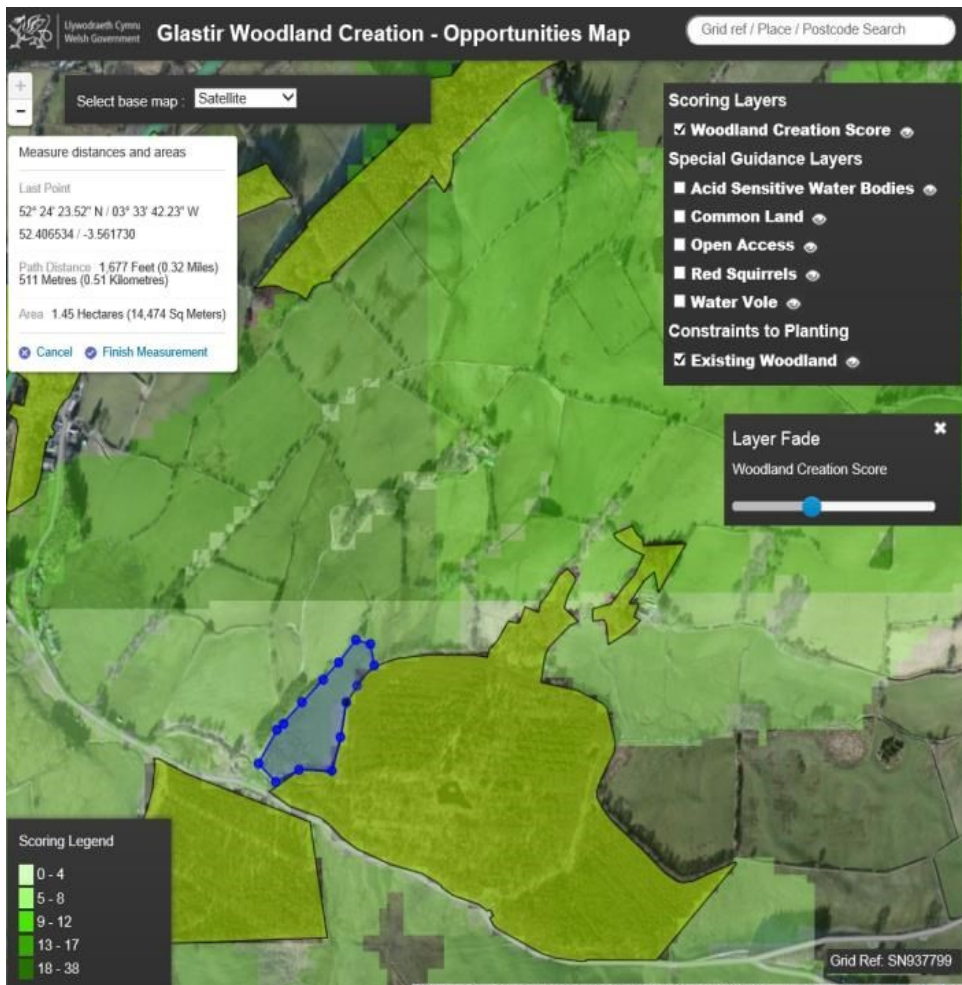 Llywodraeth Cymru
Welsh Government
Glastir Woodland Creation - Opportunities Map
Grid ref / Place / Postcode Search
+
-
Select base map : Satellite
Measure distances and areas
Last Point
52° 24' 23.52" N / 03° 33' 42.23" W
52.406534 / -3.561730
Path Distance 1,677 Feet (0.32 Miles)
511 Metres (0.51 Kilometres)
Area 1.45 Hectares (14,474 Sq Meters)
Cancel Finish Measurement
Scoring Layers
Woodland Creation Score
Special Guidance Layers
Acid Sensitive Water Bodies
Common Land
Open Access
Red Squirrels
Water Vole
Constraints to Planting
Existing Woodland
Layer Fade
Woodland Creation Score
Scoring Legend
0 - 4
5 - 8
9 - 12
13 - 17
18 - 38
Grid Ref: SN937799